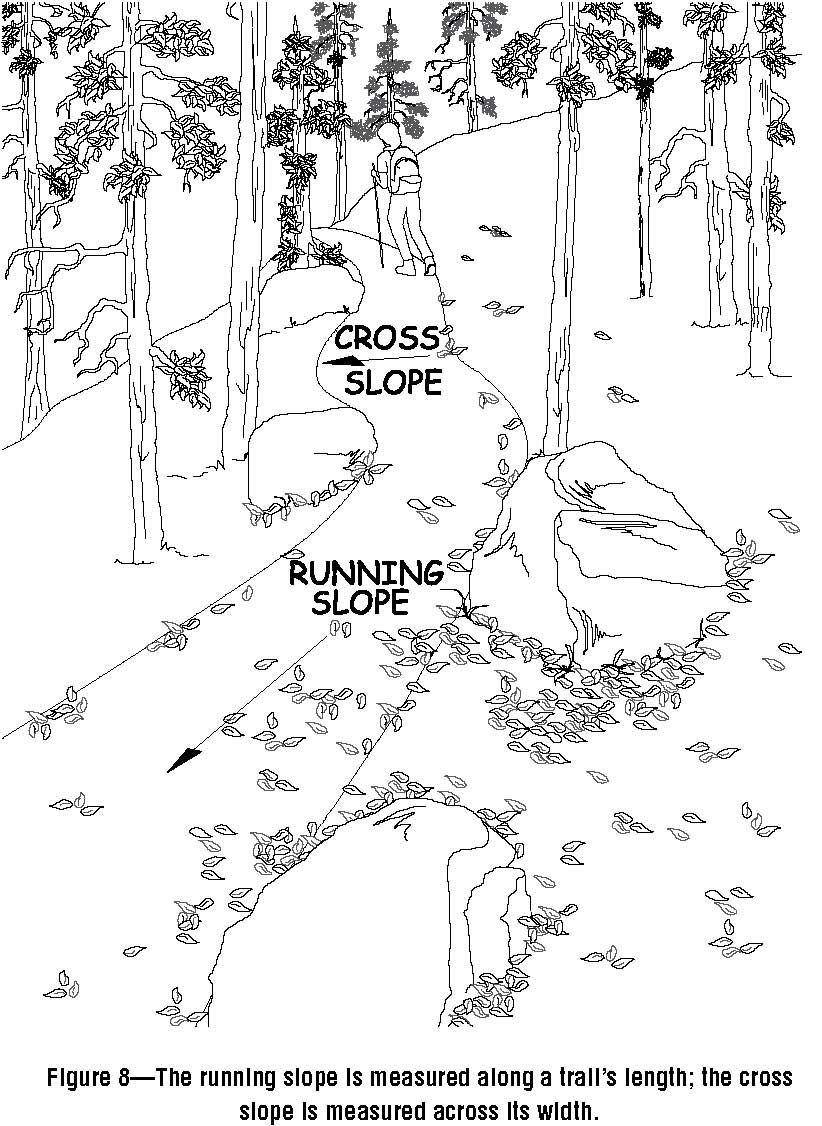 CROSS
SLOPE
RUNNING
SLOPE
Figure 8—The running slope is measured along a trail's length; the cross
slope is measured across its width.